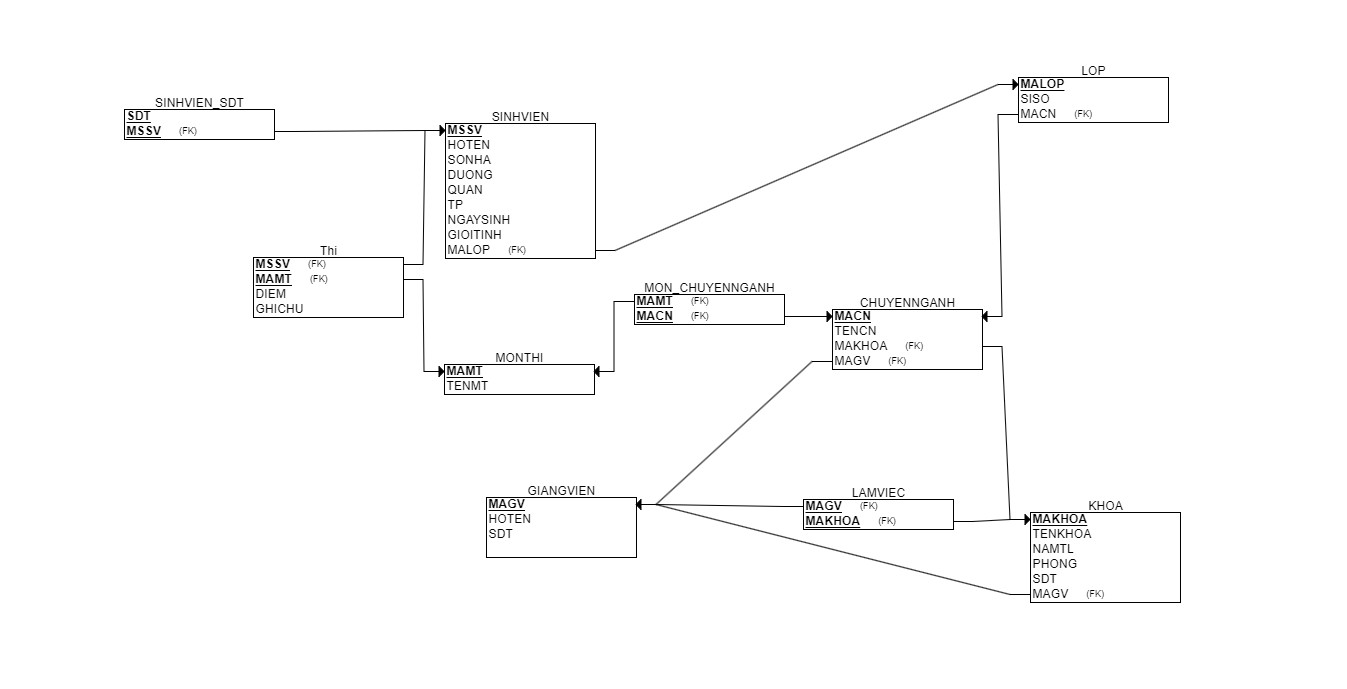 LOP
MALOP
SISO
MACN (FK)
SINHVIEN_SDT
SDT
MSSV (FK)
SINHVIEN
MSSV
HOTEN
SONHA
DUONG
QUAN
TP
NGAYSINH
GIOITINH
MALOP (FK)
Thi
MSSV (FK)
MAMT (FK)
DIEM
GHICHU
MON_CHUYENNGANH
MAMT (FK)
MACN (FK)
CHUYENNGANH
MACN
TENCN
MAKHOA (FK)
MAGV (FK)
MONTHI
MAMT
TENMT
GIANGVIEN
MAGV
HOTEN
SDT
LAMVIEC
MAGV (FK)
MAKHOA (FK)
KHOA
MAKHOA
TENKHOA
NAMTL
PHONG
SDT
MAGV (FK)